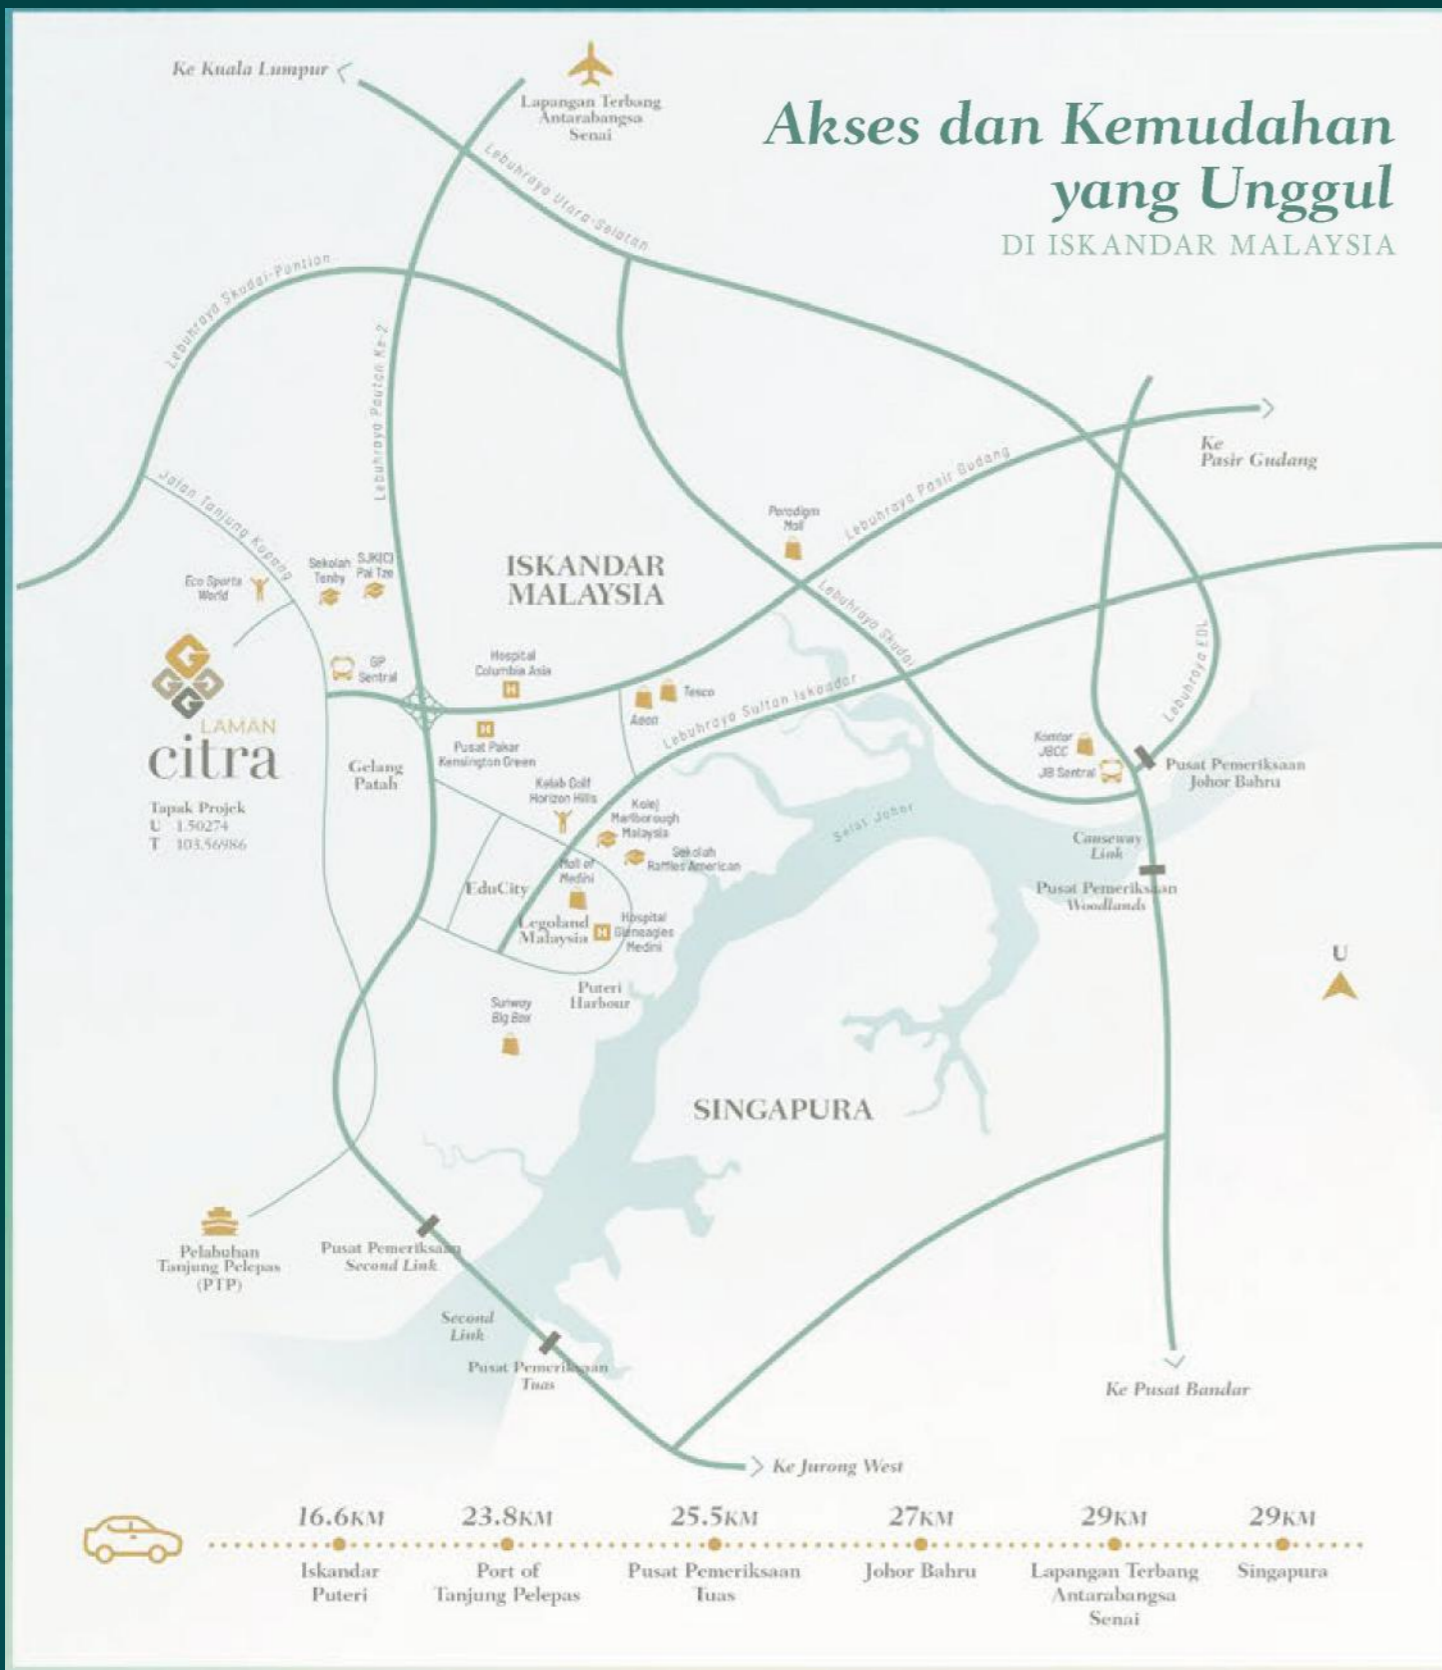 Akses dan Kemudahan
yang Unggul
DI ISKANDAR MALAYSIA
Ke Kuala Lumpur
Lapangan Terbang
Antarabangsa
Senai
Lebuhraya Utara-Selatan
Lebuhraya Skudai-Pontian
Lebuhraya Pautan Ke-2
Ke
Pasir Gudang
Lebuhraya Pasir Gudang
Jalan Tanjung Kupang
Paradigm
Mall
ISKANDAR
MALAYSIA
Sekolah
Tenby
SJK(C)
Pai Tze
Eco Sports
World
Lebuhraya Skudai
Lebuhraya EDL
GP
Sentral
Hospital
Columbia Asia
H
Tesco
Aeon
Lebuhraya Sultan Iskandar
G
G
G
G
LAMAN
citra
Tapak Projek
U 1.50274
T 103.56986
H
Pusat Pakar
Kensington Green
Gelang
Patah
Komtar
JBCC
JB Sentral
Pusat Pemeriksaan
Johor Bahru
Kelab Golf
Horizon Hills
Kolej
Marlborough
Malaysia
Selat Johor
Sekolah
Raffles American
Causeway
Link
Mall of
Medini
EduCity
Pusat Pemeriksaan
Woodlands
Legoland
Malaysia
H
Hospital
Gleneagles
Medini
U
Puteri
Harbour
Sunway
Big Box
SINGAPURA
Pelabuhan
Tanjung Pelepas
(PTP)
Pusat Pemeriksaan
Second Link
Second
Link
Pusat Pemeriksaan
Tuas
Ke Pusat Bandar
Ke Jurong West
16.6KM
23.8KM
25.5KM
27KM
29KM
29KM
Iskandar
Puteri
Port of
Tanjung Pelepas
Pusat Pemeriksaan
Tuas
Johor Bahru
Lapangan Terbang
Antarabangsa
Senai
Singapura